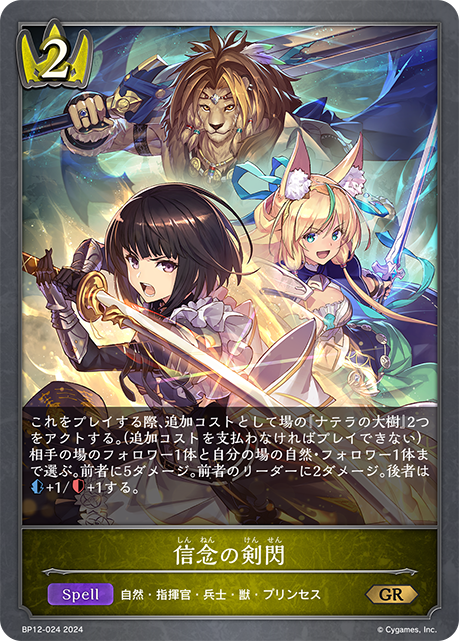 2
これをプレイする際、追加コストとして場の『ナテラの大樹』2つ
をアクトする。(追加コストを支払わなければプレイできない)
相手の場のフォロワー1体と自分の場の自然・フォロワー1体ま
で選ぶ。前者に5ダメージ。前者のリーダーに2ダメージ。後者は
+1/+1する。
しんねん けんせん
信念の剣閃
Spell 自然・指揮官・兵士・獣・プリンセス GR
BP12-024 2024 © Cygames, Inc.